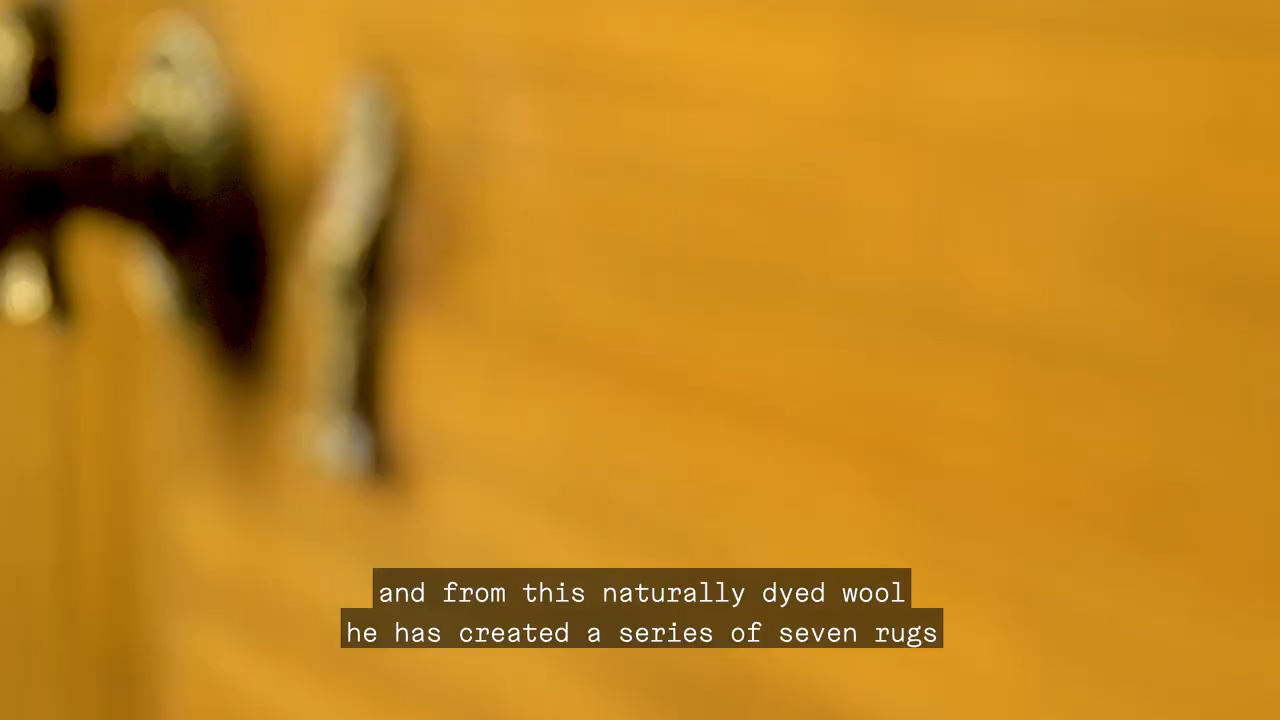 and from this naturally dyed wool
he has created a series of seven rugs